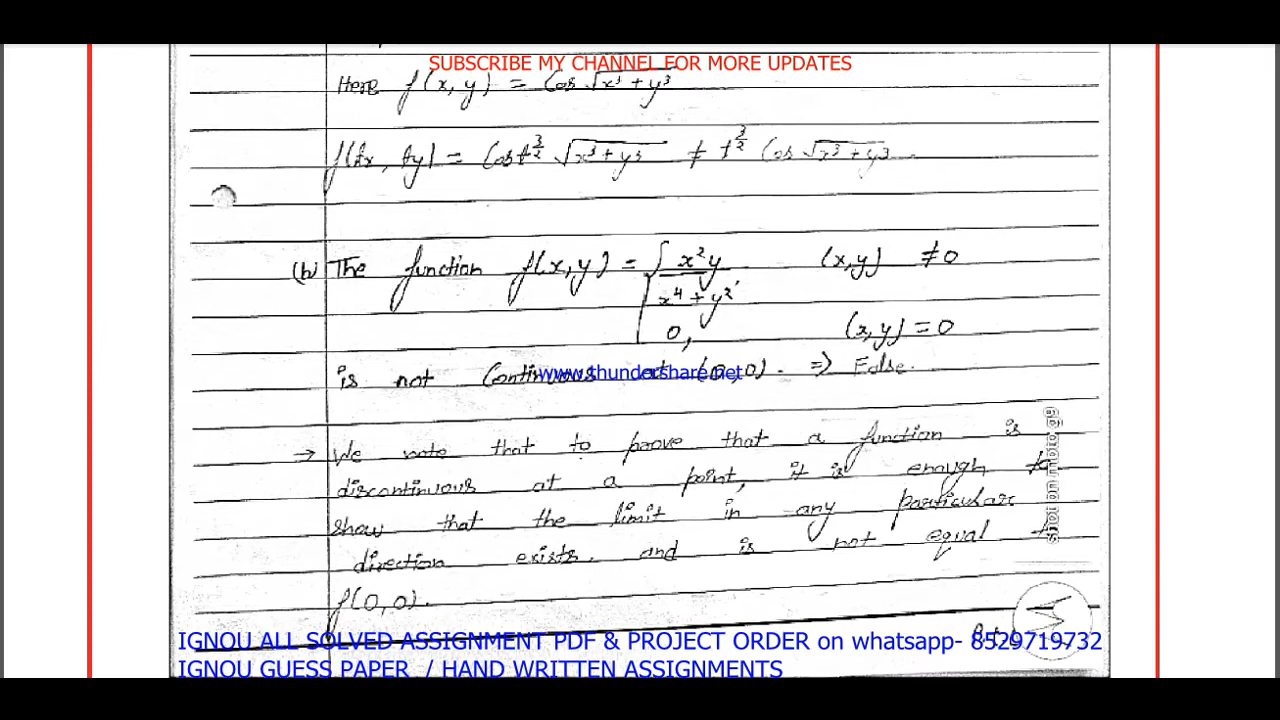 SUBSCRIBE MY CHANNEL FOR MORE UPDATES
Here f(x, y) = Cos √x³ + y³
f(tx, ty) = Cos t^3/2 √x³ + y³ ≠ t^3/2 Cos √x³ + y³.
(b) The function f(x, y) = { x²y / x⁴ + y² (x, y) ≠ 0
0, (x, y) = 0
is not Continuous at (0, 0). ⇒ False.
www.thundershare.net
→ We note that to prove that a function is
discontinuous at a point, it is enough to
show that the limit in any particular
direction exists. and is not equal
f(0, 0).
IGNOU ALL SOLVED ASSIGNMENT PDF & PROJECT ORDER on whatsapp- 8529719732
IGNOU GUESS PAPER / HAND WRITTEN ASSIGNMENTS